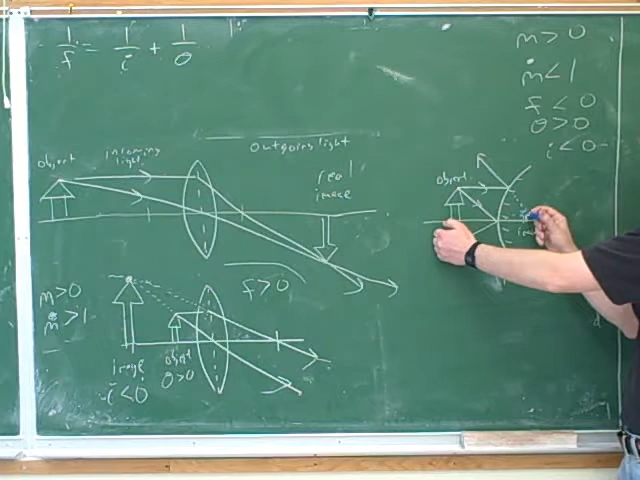 1/f = 1/i + 1/o
m > 0
m < 1
f < 0
o > 0
i < 0
object
incoming
light
outgoing light
real
image
object
f > 0
m > 0
m > 1
image
i < 0
object
o > 0